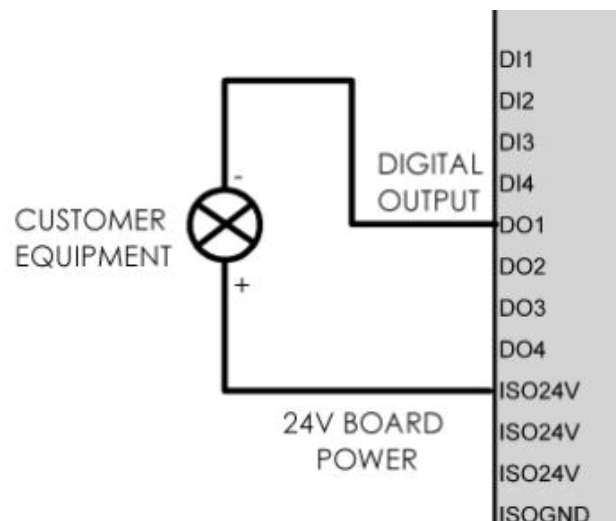 DI1
DI2
DI3
DI4
DIGITAL
OUTPUT
DO1
-
CUSTOMER
EQUIPMENT
+
DO2
DO3
DO4
ISO24V
24V BOARD
POWER
ISO24V
ISO24V
ISOGND